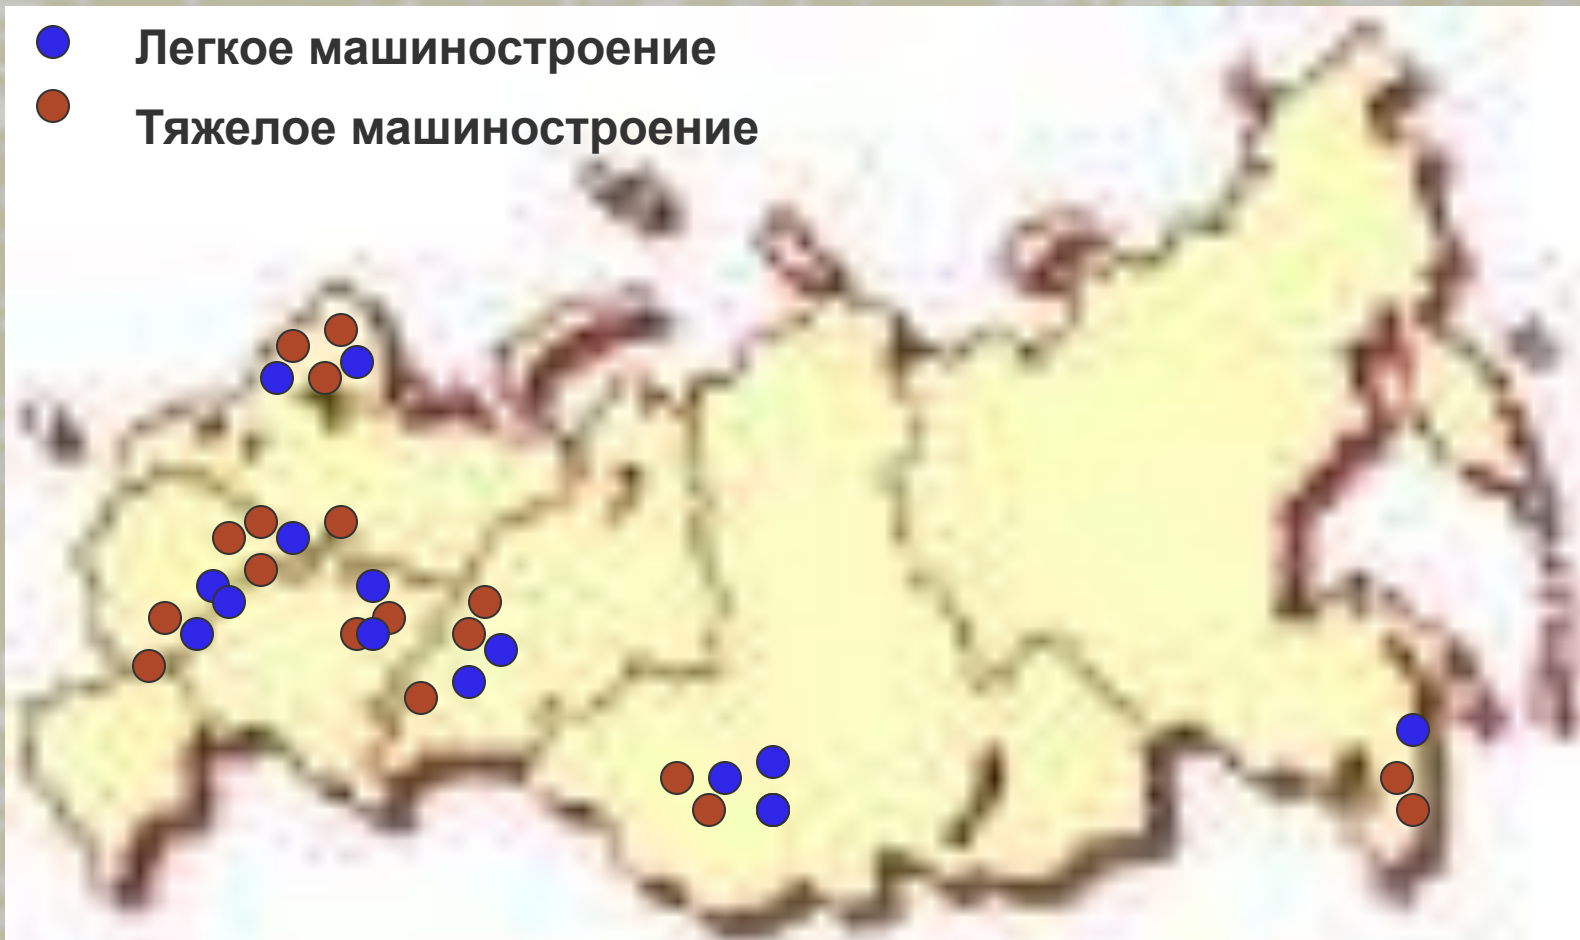 Легкое машиностроение
Тяжелое машиностроение